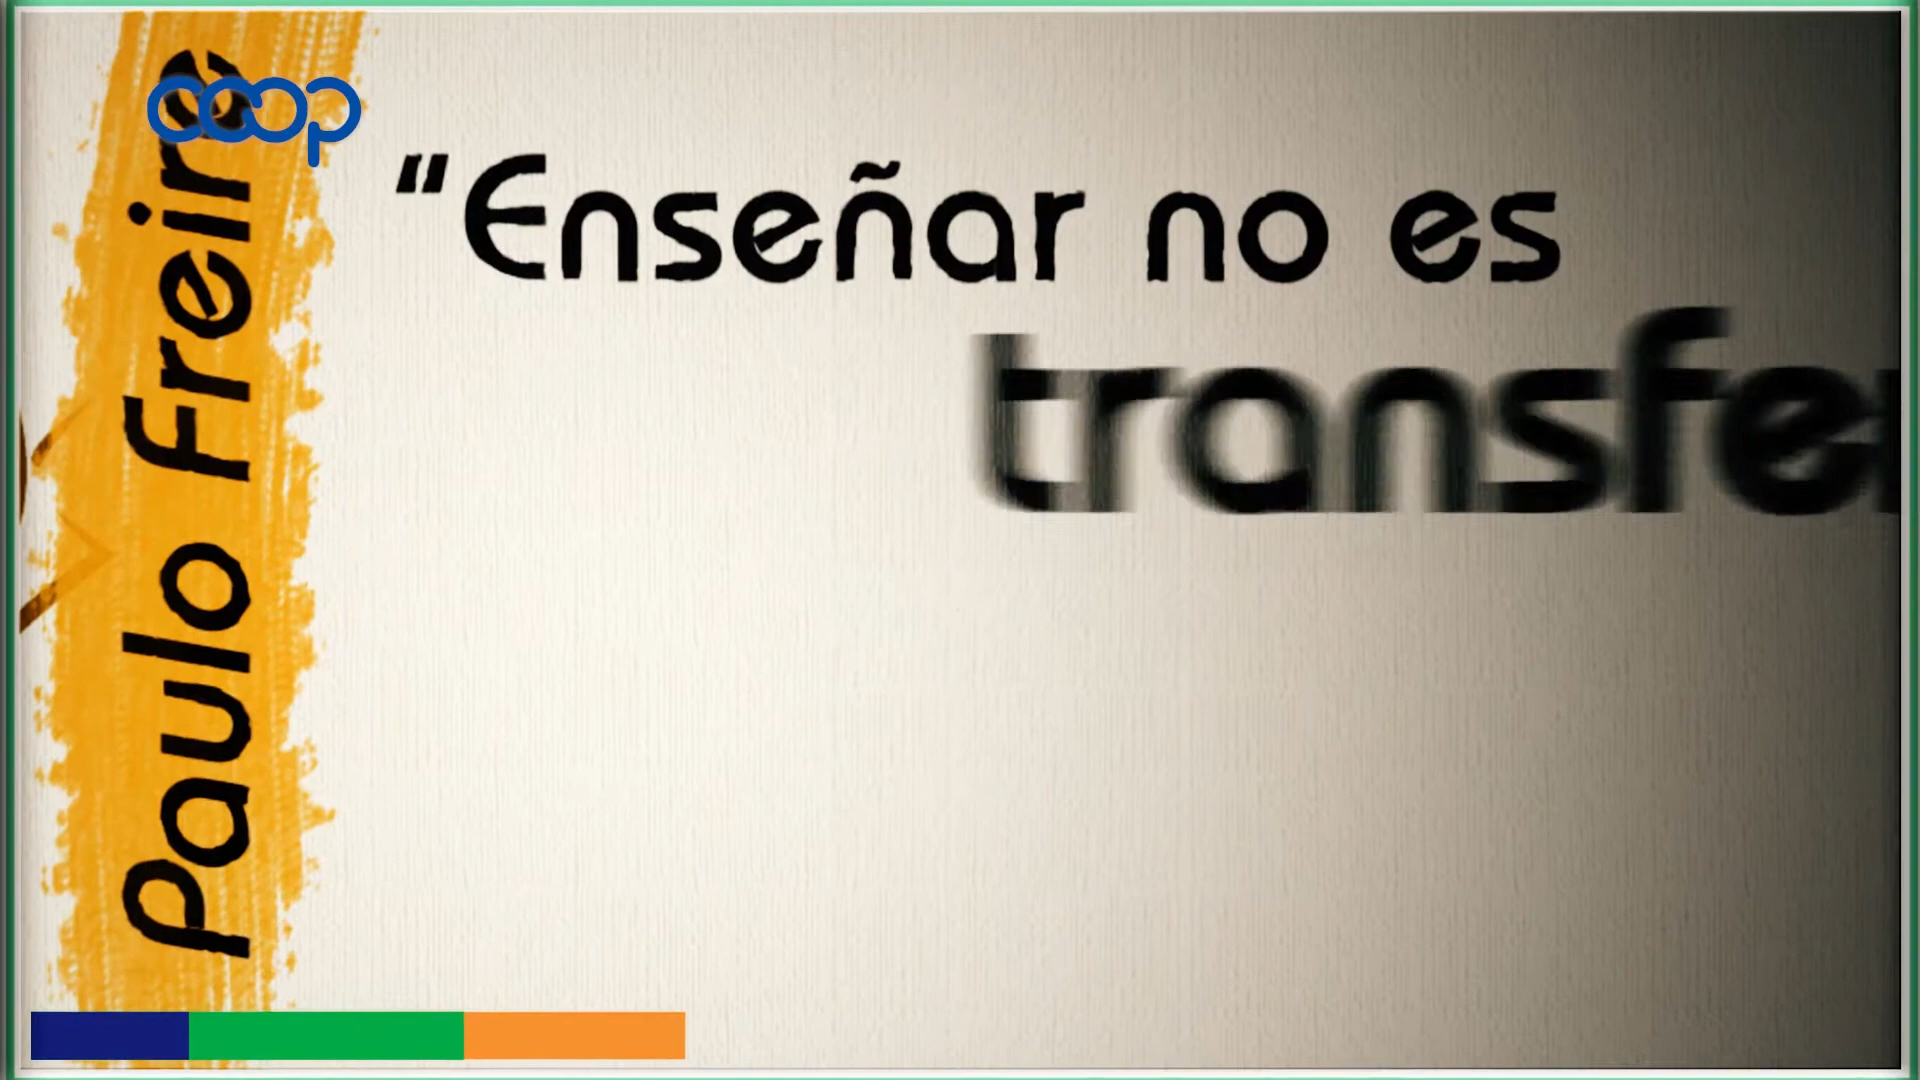 Paulo Freire
coop
“Enseñar no es
transfe